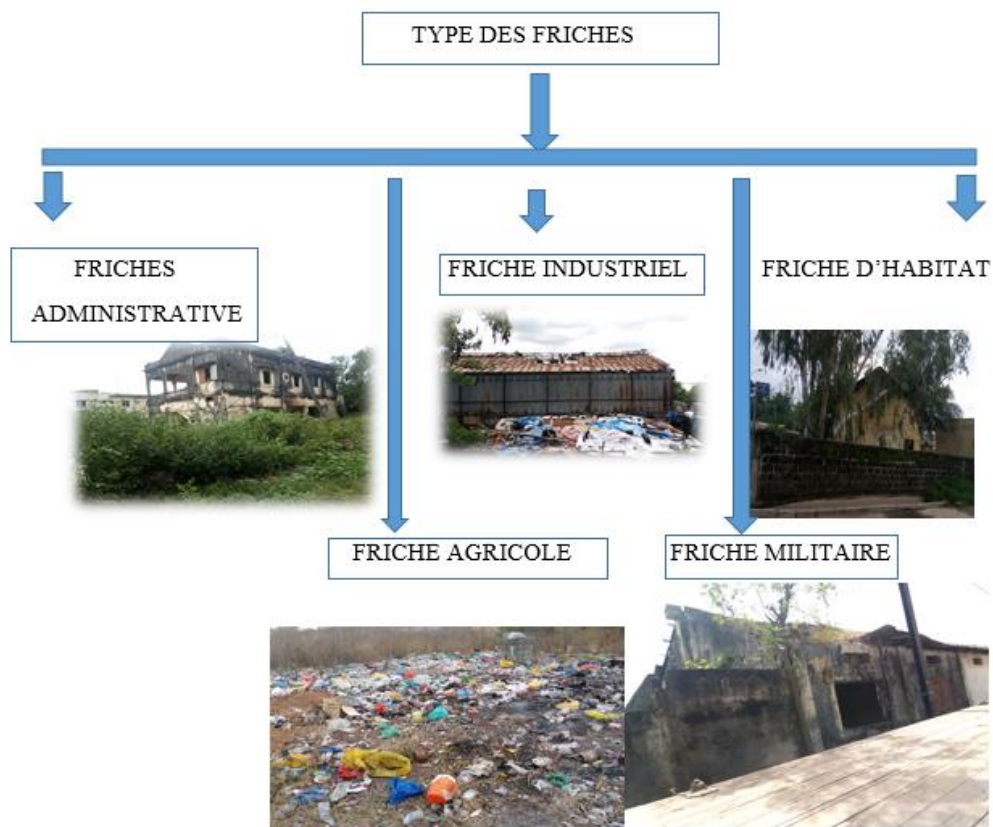 TYPE DES FRICHES
FRICHES
ADMINISTRATIVE
FRICHE INDUSTRIEL
FRICHE D’HABITAT
FRICHE AGRICOLE
FRICHE MILITAIRE